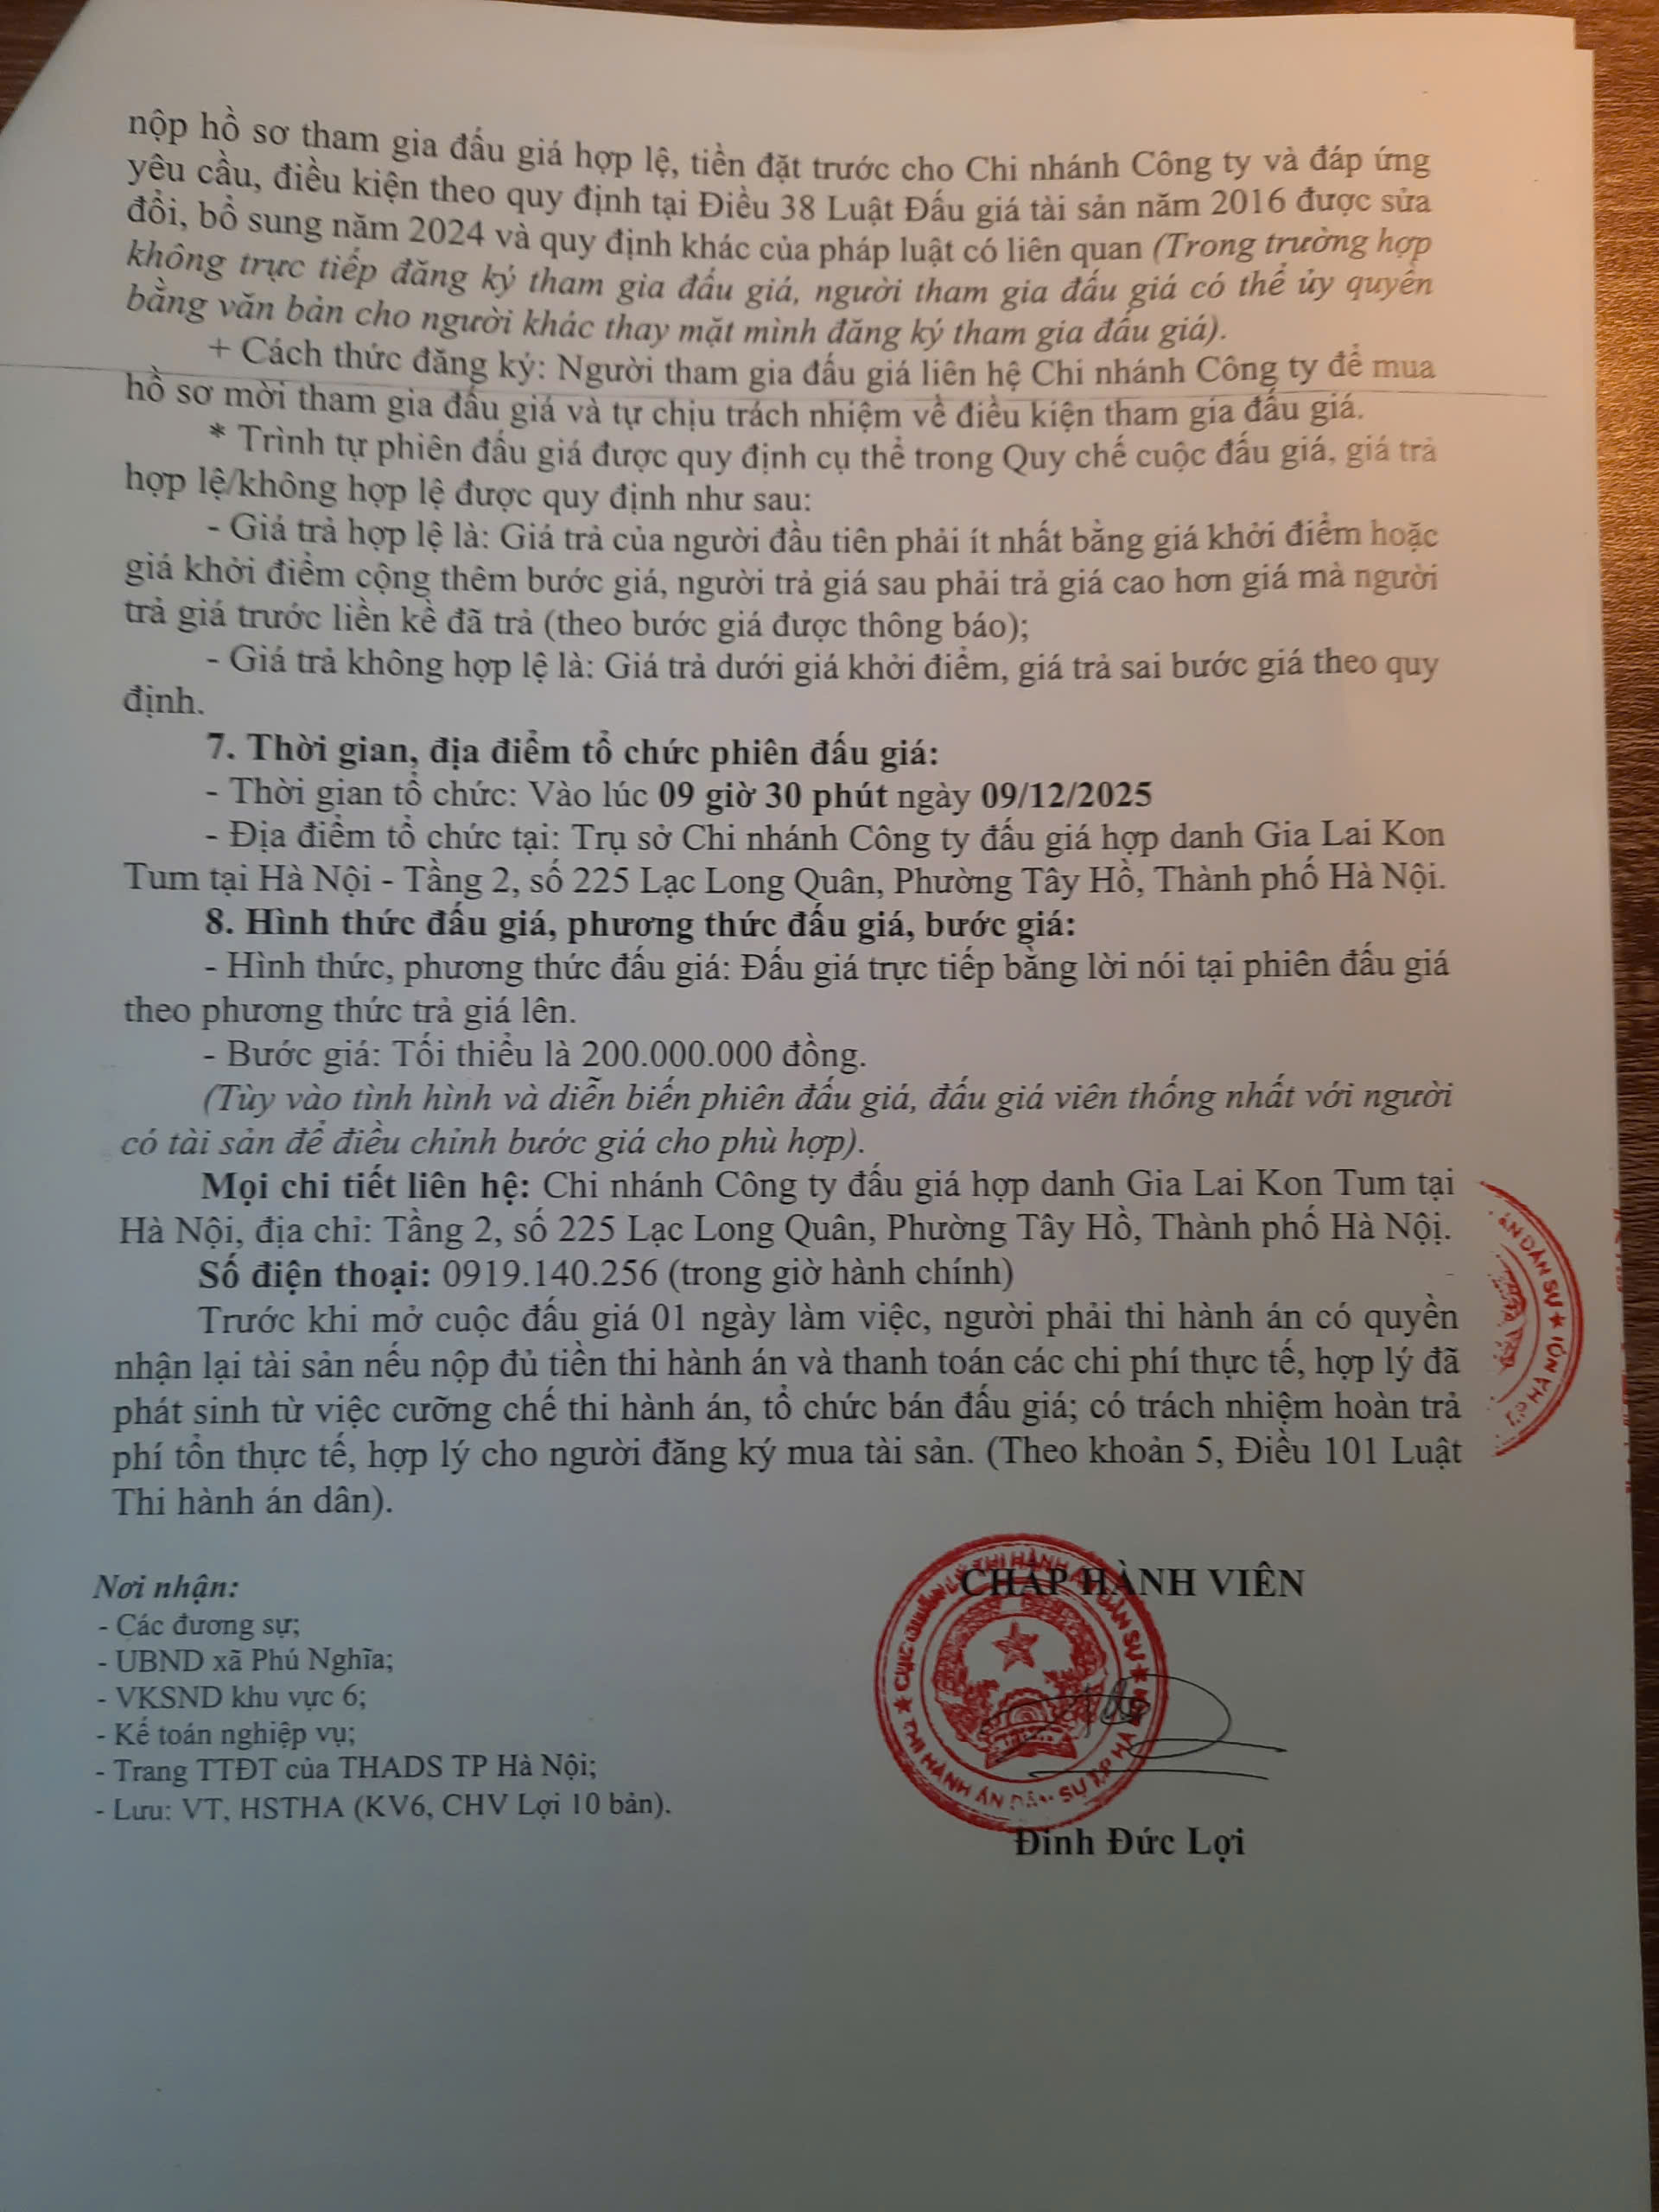 nộp hồ sơ tham gia đấu giá hợp lệ, tiền đặt trước cho Chi nhánh Công ty và đáp ứng
yêu cầu, điều kiện theo quy định tại Điều 38 Luật Đấu giá tài sản năm 2016 được sửa
đổi, bổ sung năm 2024 và quy định khác của pháp luật có liên quan (Trong trường hợp
không trực tiếp đăng ký tham gia đấu giá, người tham gia đấu giá có thể ủy quyền
bằng văn bản cho người khác thay mặt mình đăng ký tham gia đấu giá).
+ Cách thức đăng ký: Người tham gia đấu giá liên hệ Chi nhánh Công ty để mua
hồ sơ mời tham gia đấu giá và tự chịu trách nhiệm về điều kiện tham gia đấu giá.
* Trình tự phiên đấu giá được quy định cụ thể trong Quy chế cuộc đấu giá, giá trả
hợp lệ/không hợp lệ được quy định như sau:
- Giá trả hợp lệ là: Giá trả của người đầu tiên phải ít nhất bằng giá khởi điểm hoặc
giá khởi điểm cộng thêm bước giá, người trả giá sau phải trả giá cao hơn giá mà người
trả giá trước liền kề đã trả (theo bước giá được thông báo);
- Giá trả không hợp lệ là: Giá trả dưới giá khởi điểm, giá trả sai bước giá theo quy
định.
7. Thời gian, địa điểm tổ chức phiên đấu giá:
- Thời gian tổ chức: Vào lúc 09 giờ 30 phút ngày 09/12/2025
- Địa điểm tổ chức tại: Trụ sở Chi nhánh Công ty đấu giá hợp danh Gia Lai Kon
Tum tại Hà Nội - Tầng 2, số 225 Lạc Long Quân, Phường Tây Hồ, Thành phố Hà Nội.
8. Hình thức đấu giá, phương thức đấu giá, bước giá:
- Hình thức, phương thức đấu giá: Đấu giá trực tiếp bằng lời nói tại phiên đấu giá
theo phương thức trả giá lên.
- Bước giá: Tối thiểu là 200.000.000 đồng.
(Tùy vào tình hình và diễn biến phiên đấu giá, đấu giá viên thống nhất với người
có tài sản để điều chỉnh bước giá cho phù hợp).
Mọi chi tiết liên hệ: Chi nhánh Công ty đấu giá hợp danh Gia Lai Kon Tum tại
Hà Nội, địa chỉ: Tầng 2, số 225 Lạc Long Quân, Phường Tây Hồ, Thành phố Hà Nội.
Số điện thoại: 0919.140.256 (trong giờ hành chính)
Trước khi mở cuộc đấu giá 01 ngày làm việc, người phải thi hành án có quyền
nhận lại tài sản nếu nộp đủ tiền thi hành án và thanh toán các chi phí thực tế, hợp lý đã
phát sinh từ việc cưỡng chế thi hành án, tổ chức bán đấu giá; có trách nhiệm hoàn trả
phí tổn thực tế, hợp lý cho người đăng ký mua tài sản. (Theo khoản 5, Điều 101 Luật
Thi hành án dân).
ÁN DÂN SỰ ★
Nơi nhận:
- Các đương sự;
- UBND xã Phú Nghĩa;
- VKSND khu vực 6;
- Kế toán nghiệp vụ;
- Trang TTĐT của THADS TP Hà Nội;
- Lưu: VT, HSTHA (KV6, CHV Lợi 10 bản).
CHẤP HÀNH VIÊN
CỤC QUẢN LÝ THI HÀNH ÁN DÂN SỰ ★
★ THI HÀNH ÁN DÂN SỰ T.P HÀ
Đinh Đức Lợi